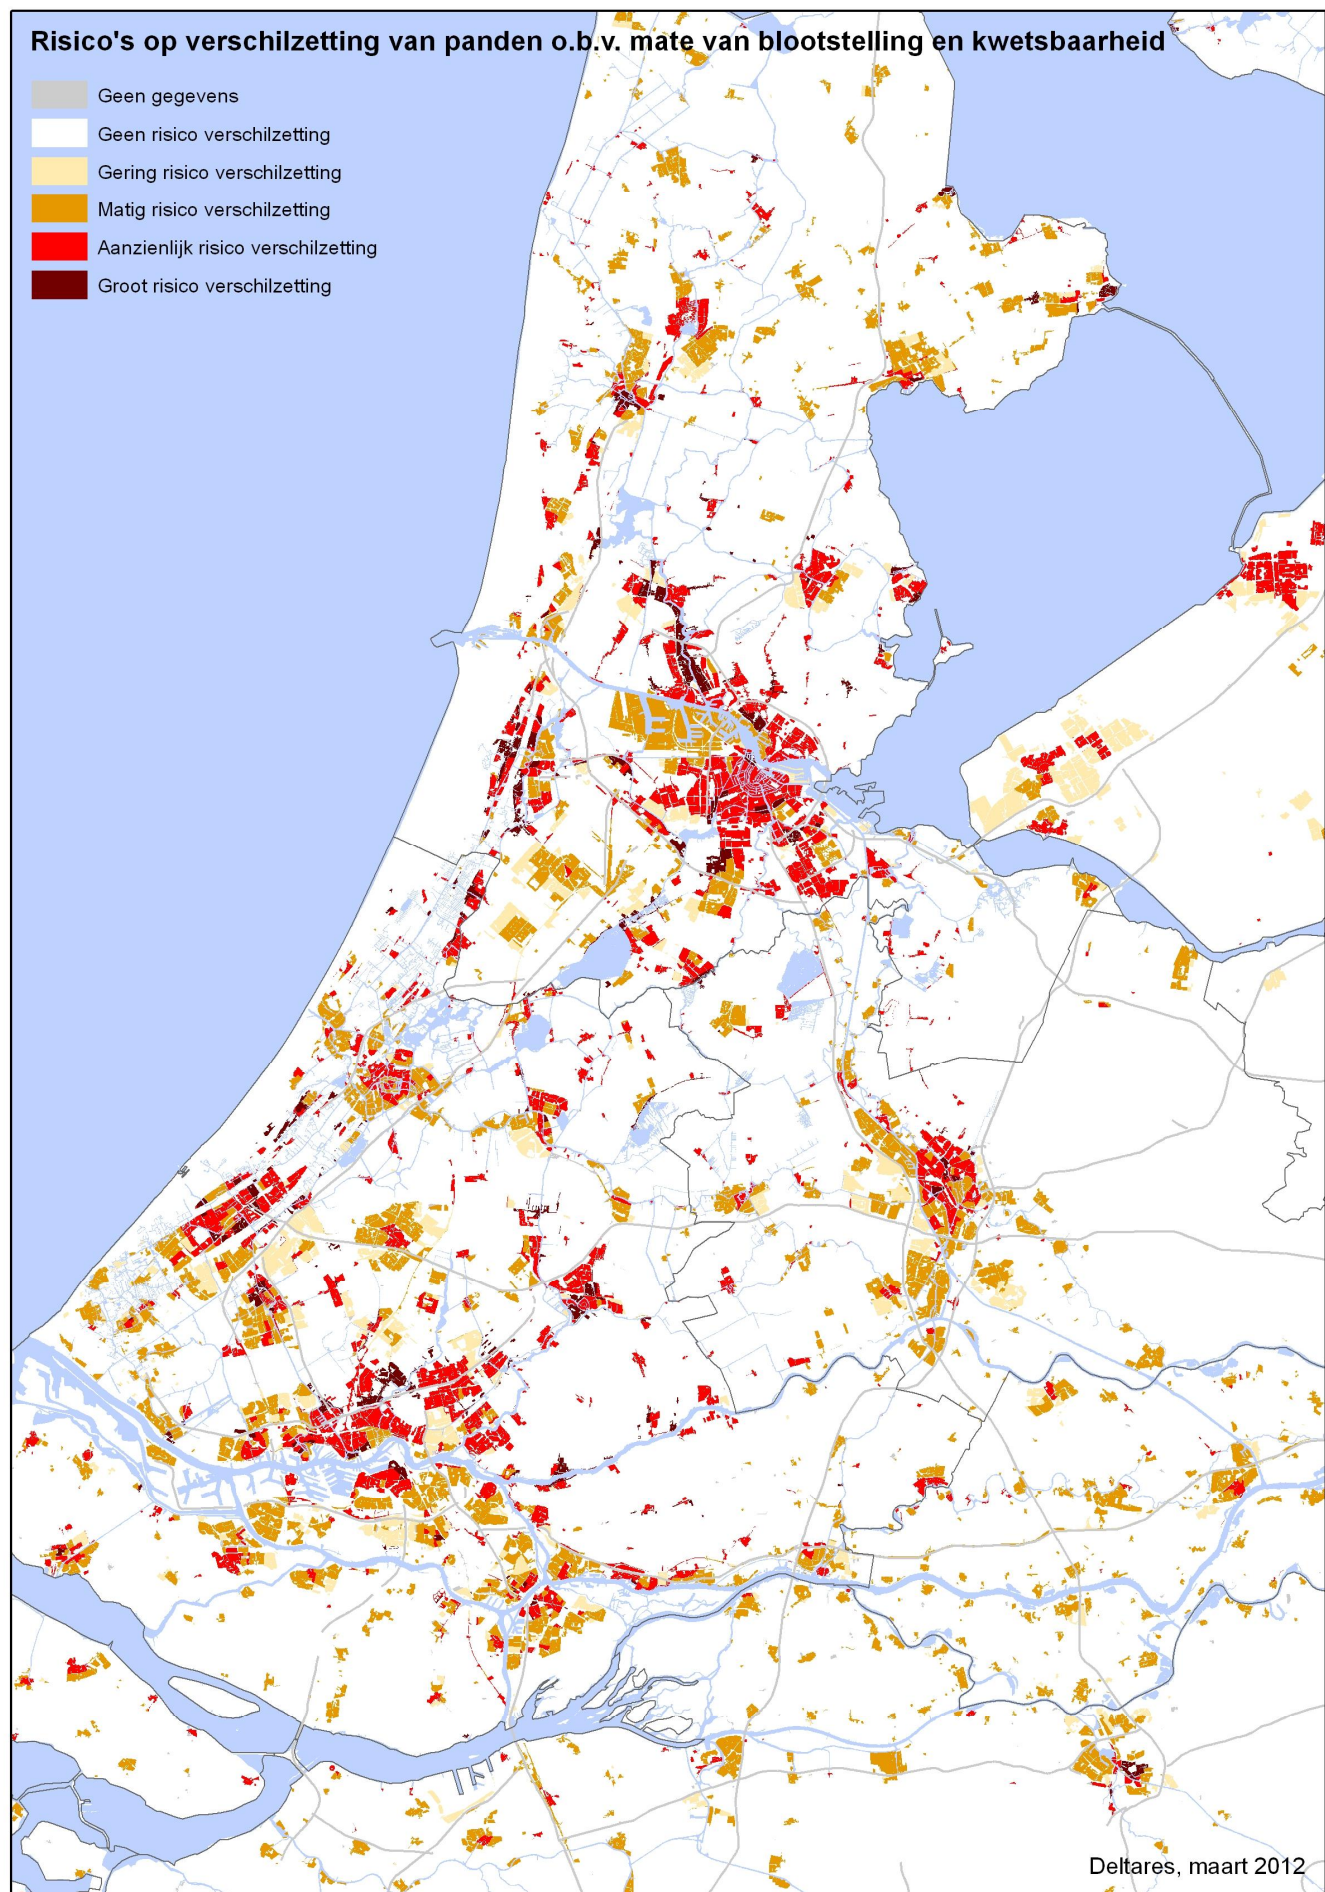 Risico's op verschilzetting van panden o.b.v. mate van blootstelling en kwetsbaarheid
Geen gegevens
Geen risico verschilzetting
Gering risico verschilzetting
Matig risico verschilzetting
Aanzienlijk risico verschilzetting
Groot risico verschilzetting
Deltares, maart 2012